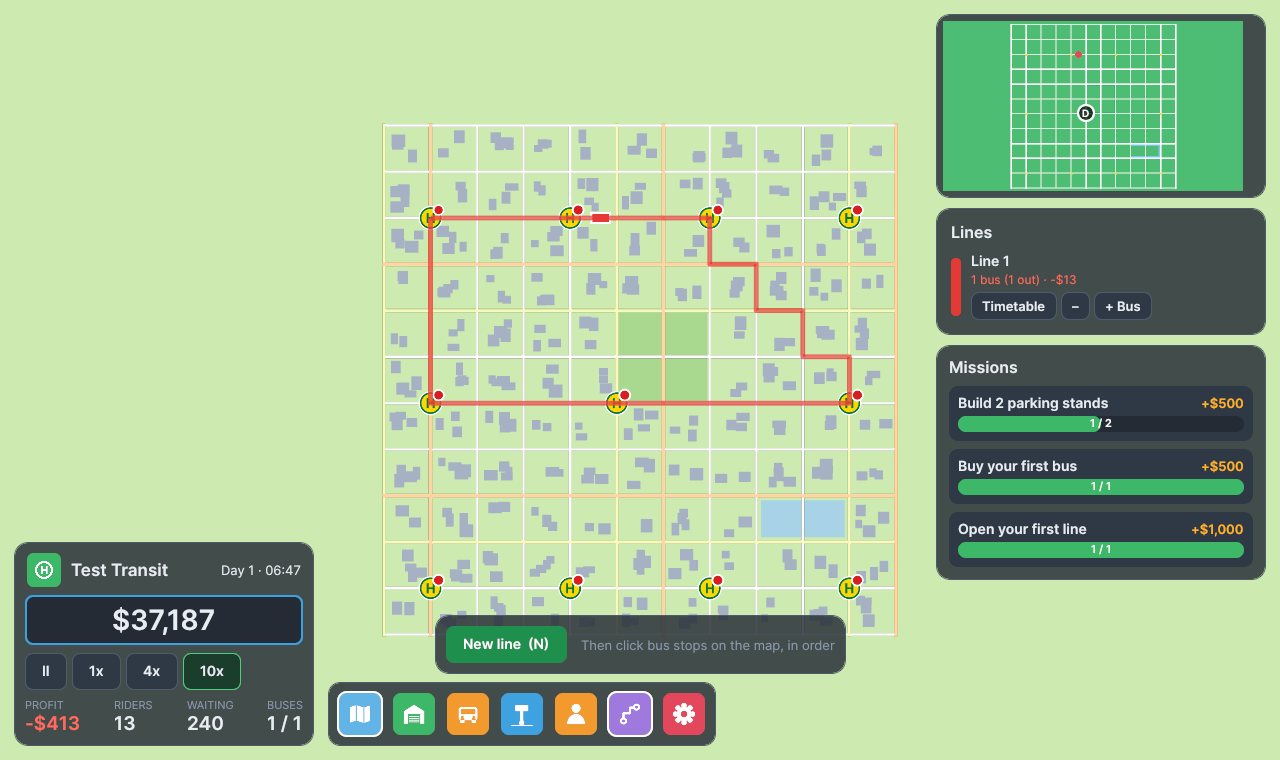 D
Lines
Line 1
1 bus (1 out) · -$13
Timetable − + Bus
Missions
Build 2 parking stands +$500
1 / 2
Buy your first bus +$500
1 / 1
Open your first line +$1,000
1 / 1
H H H H
H H H
H H H H
H Test Transit Day 1 · 06:47
$37,187
II 1x 4x 10x
PROFIT RIDERS WAITING BUSES
-$413 13 240 1 / 1
New line (N) Then click bus stops on the map, in order